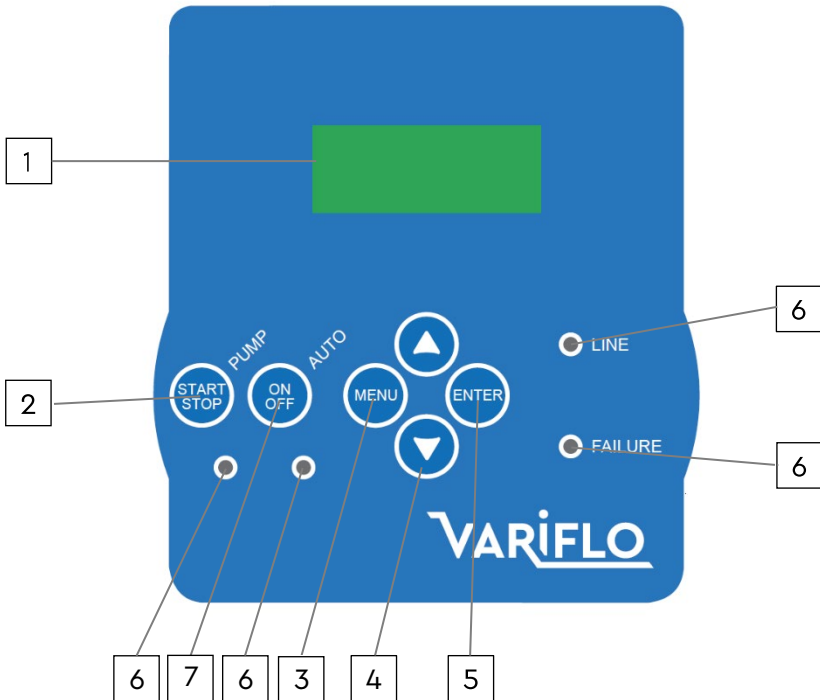 1
6
PUMP
AUTO
LINE
START
STOP
ON
OFF
MENU
ENTER
2
FAILURE
6
VARIFLO
6
7
6
3
4
5